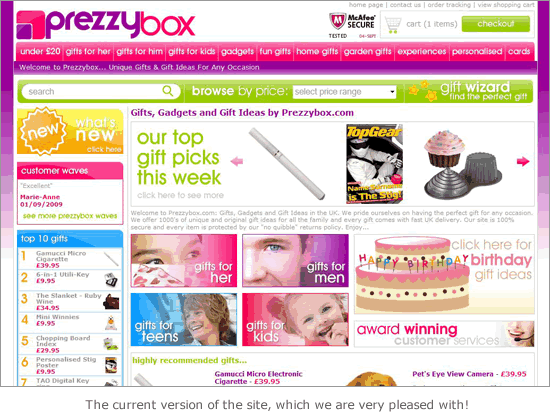 home page | contact us | order tracking | view shopping cart
prezzybox
McAfee SECURE
TESTED 04-SEP
cart (1 items)
checkout
under £20 gifts for her gifts for him gifts for kids gadgets fun gifts home gifts garden gifts experiences personalised cards
Welcome to Prezzybox... Unique Gifts & Gift Ideas For Any Occasion
search
browse by price:
select price range
gift wizard
find the perfect gift
new
what's new
click here
Gifts, Gadgets and Gift Ideas by Prezzybox.com
our top
gift picks
this week
click here to see more
TopGear
is The Stig!
customer waves
"Excellent"
Marie-Anne
01/09/2009
see more prezzybox waves
Welcome to Prezzybox.com: Gifts, Gadgets and Gift Ideas in the UK. We pride ourselves on having the perfect gift for any occasion.
We offer 1000's of unique and original gift ideas for all the family and every gift comes with fast UK delivery. Our site is 100%
secure and every item is protected by our "no quibble" returns policy. Enjoy...
top 10 gifts
1 Gamucci Micro Cigarette
£39.95
2 6-in-1 Utili-Key
£9.95
3 The Slanket - Ruby Wine
£34.95
4 Mini Winnies
£9.95
5 Chopping Board Index
£29.95
6 Personalised Stig Poster
£9.95
7 TAO Digital Key
gifts for
her
gifts for
men
gifts for
teens
gifts for
kids
click here for
birthday
gift ideas
HAPPY BIRTHDAY
award winning
customer services
highly recommended gifts...
Gamucci Micro Electronic
Cigarette - £39.95
Pet's Eye View Camera - £39.95
The current version of the site, which we are very pleased with!